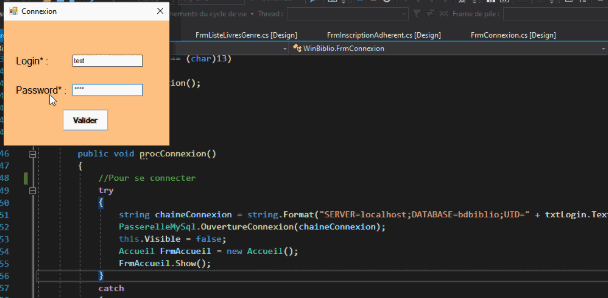 Connexion
nements du cycle de vie Thread :
Frame de pile :
FrmListeLivresGenre.cs [Design] FrmInscriptionAdherent.cs [Design] FrmConnexion.cs [Design]
WinBiblio.FrmConnexion
Login* : test
== (char)13)
xion();
Password* : ****
Valider
46 public void procConnexion()
47 {
48 //Pour se connecter
49 try
50 {
51 string chaineConnexion = string.Format("SERVER=localhost;DATABASE=bdbiblio;UID=" + txtLogin.Text
52 PasserelleMySql.OuvertureConnexion(chaineConnexion);
53 this.Visible = false;
54 Accueil FrmAccueil = new Accueil();
55 FrmAccueil.Show();
56 }
57 catch